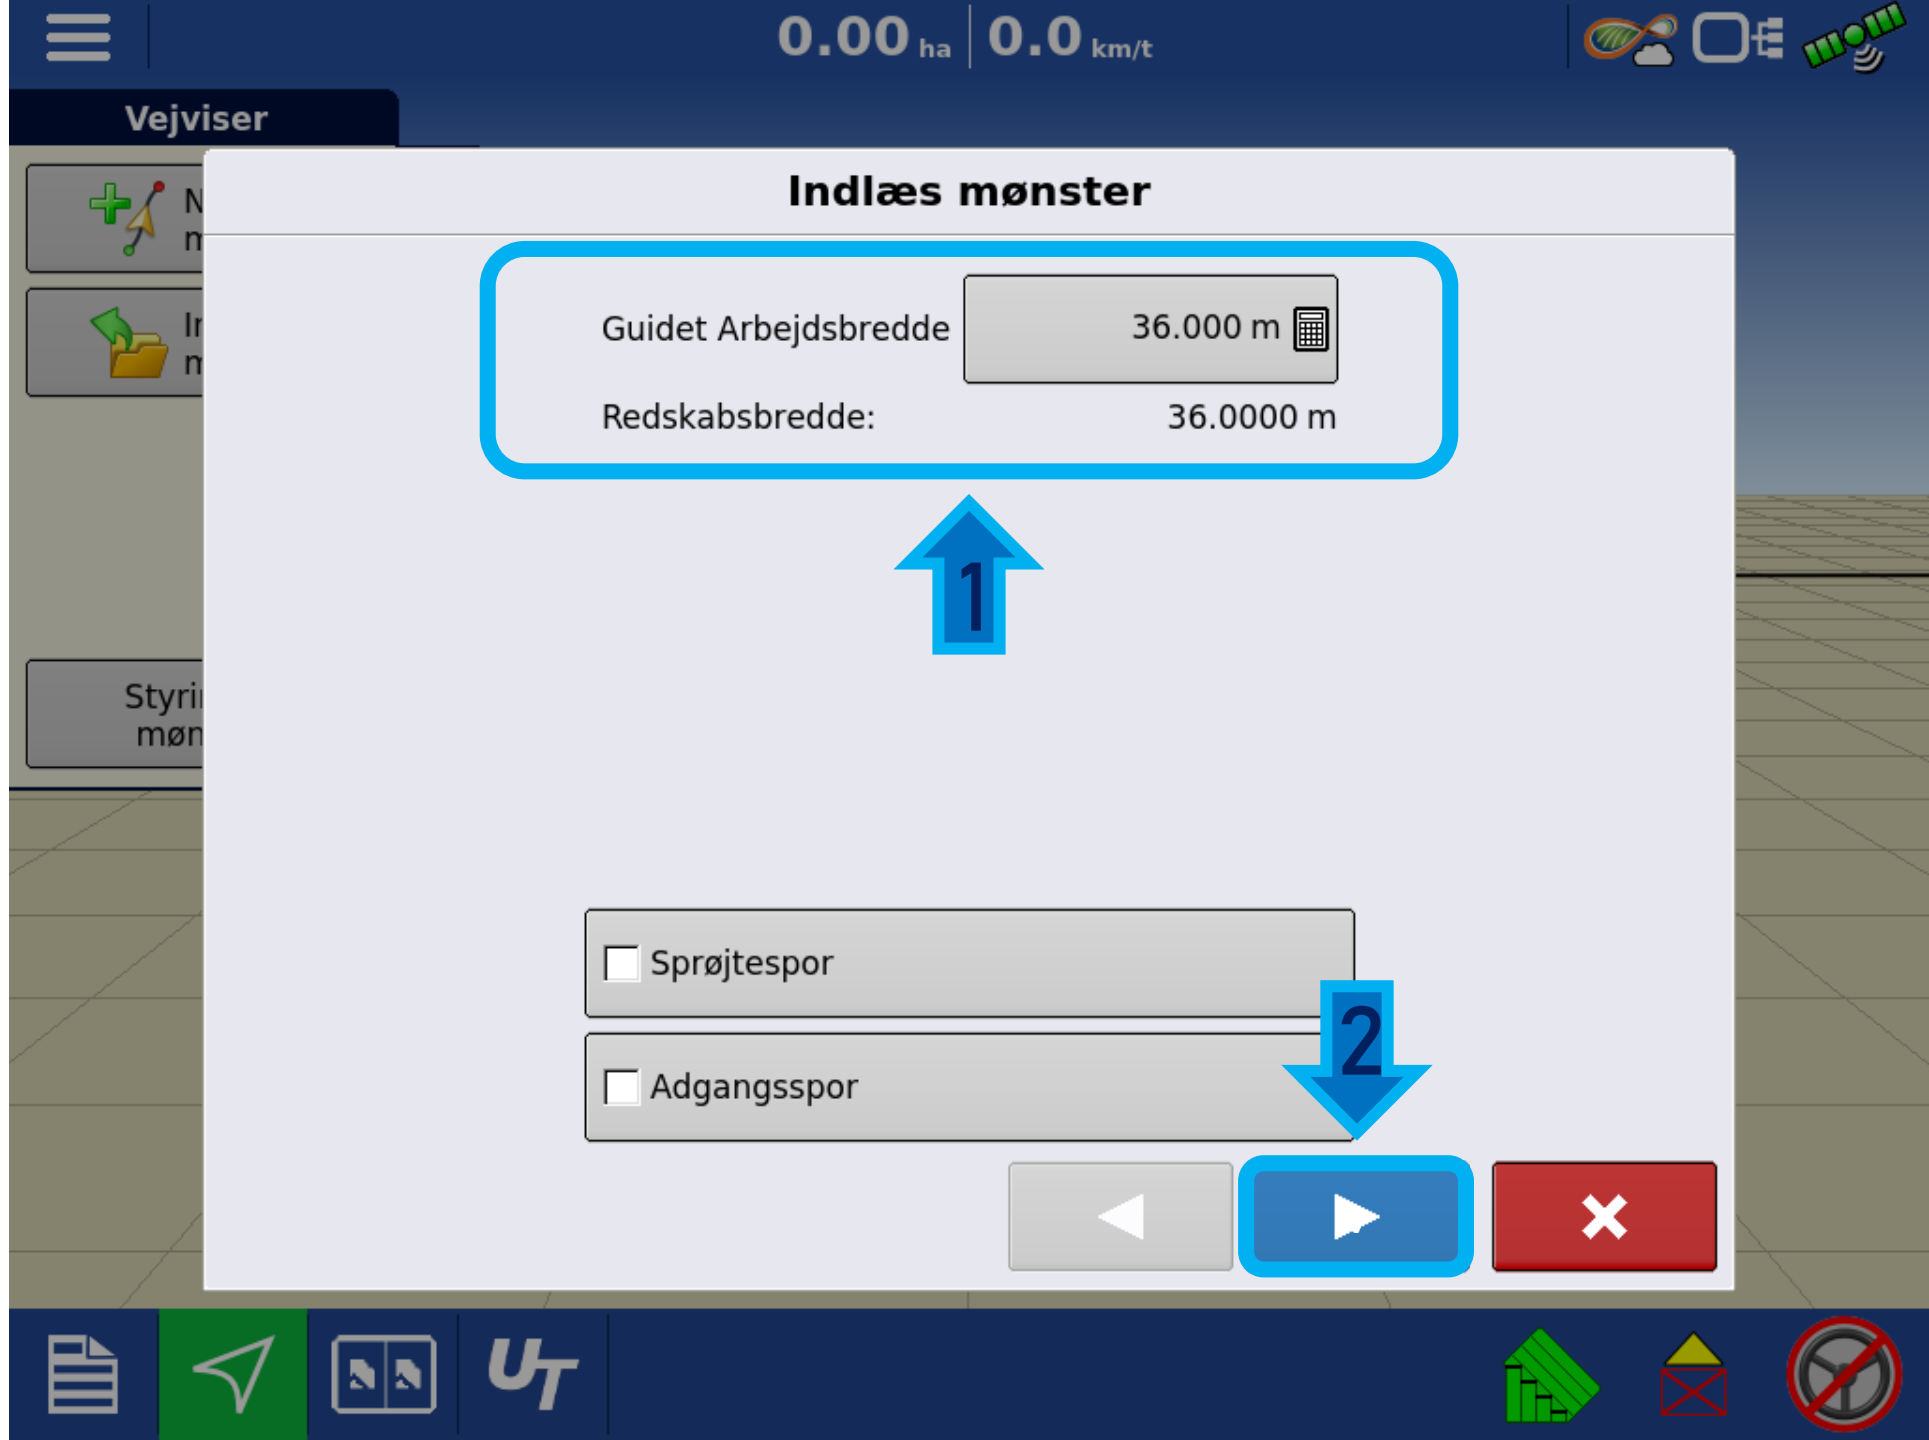 0.00 ha 0.0 km/t
Vejviser
Indlæs mønster
Guidet Arbejdsbredde 36.000 m
Redskabsbredde: 36.0000 m
1
Sprøjtespor
2
Adgangsspor
UT